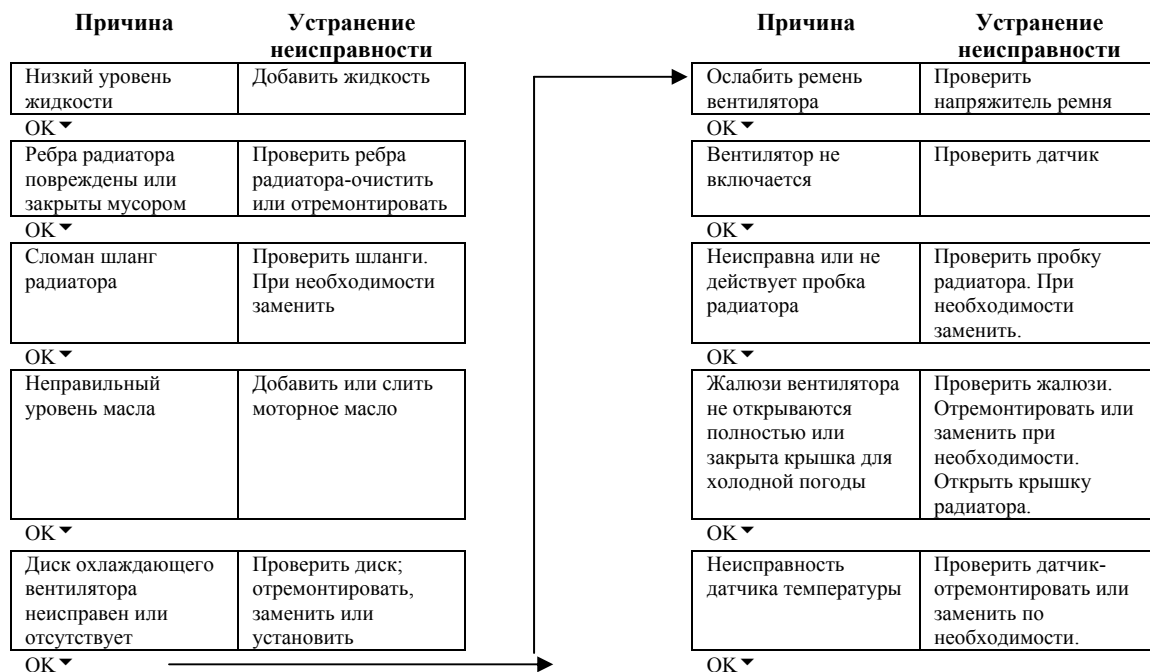 Причина
Устранение
неисправности
Низкий уровень
жидкости
Добавить жидкость
OK
Ребра радиатора
повреждены или
закрыты мусором
Проверить ребра
радиатора-очистить
или отремонтировать
OK
Сломан шланг
радиатора
Проверить шланги.
При необходимости
заменить
OK
Неправильный
уровень масла
Добавить или слить
моторное масло
OK
Диск охлаждающего
вентилятора
неисправен или
отсутствует
Проверить диск;
отремонтировать,
заменить или
установить
OK
Причина
Устранение
неисправности
Ослабить ремень
вентилятора
Проверить
напряжитель ремня
OK
Вентилятор не
включается
Проверить датчик
OK
Неисправна или не
действует пробка
радиатора
Проверить пробку
радиатора. При
необходимости
заменить.
OK
Жалюзи вентилятора
не открываются
полностью или
закрыта крышка для
холодной погоды
Проверить жалюзи.
Отремонтировать или
заменить при
необходимости.
Открыть крышку
радиатора.
OK
Неисправность
датчика температуры
Проверить датчик-
отремонтировать или
заменить по
необходимости.
OK